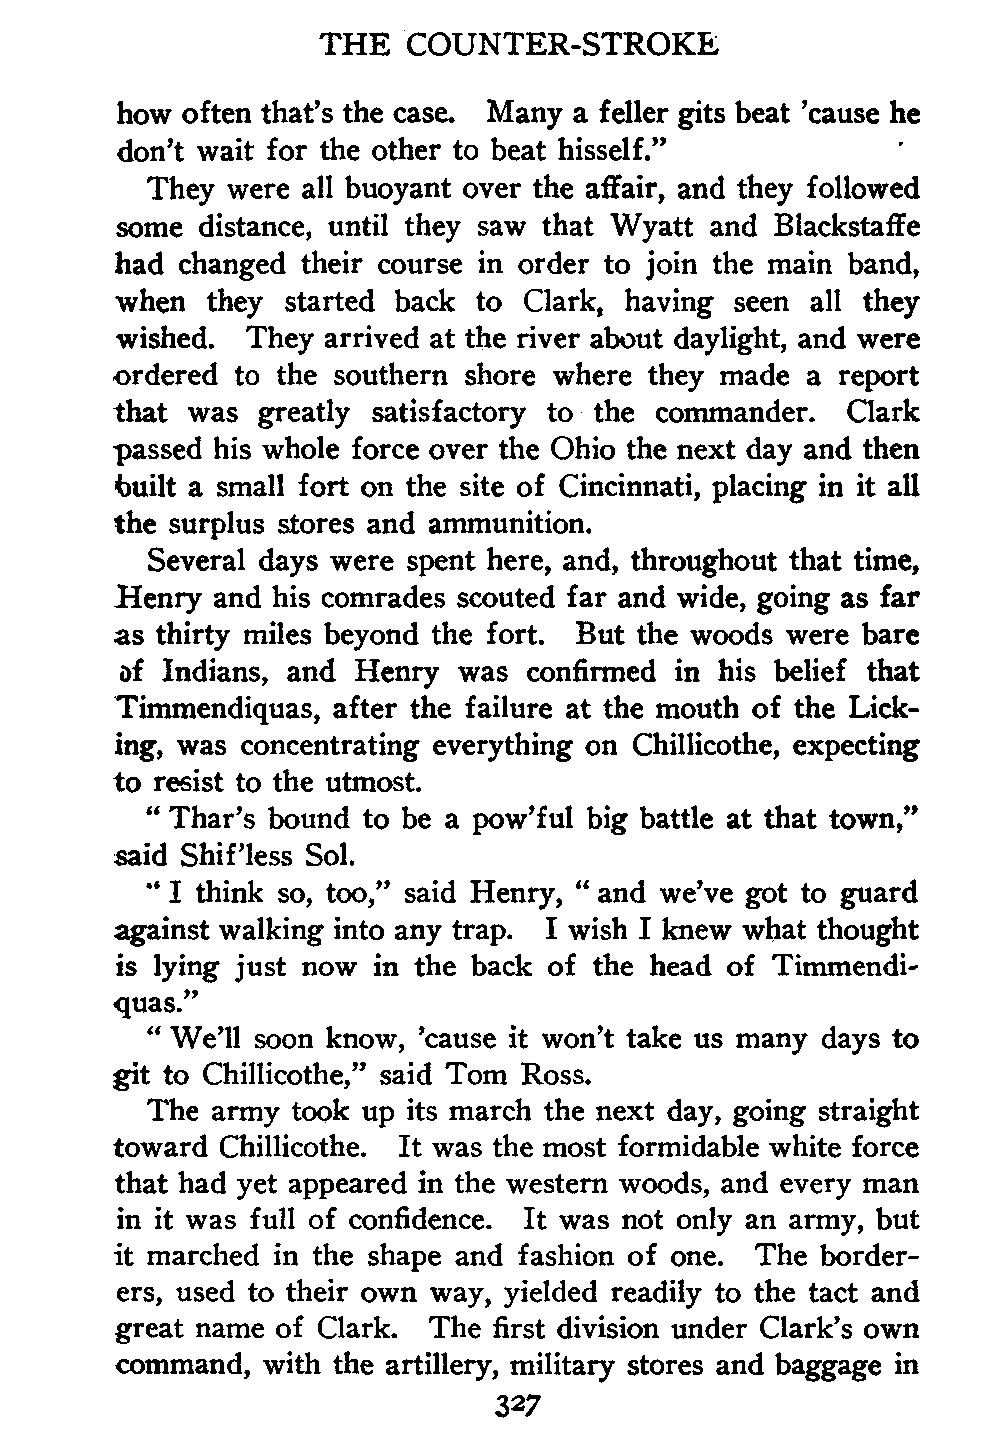 THE COUNTER-STROKE
how often that's the case. Many a feller gits beat 'cause he
don't wait for the other to beat hisself."
They were all buoyant over the affair, and they followed
some distance, until they saw that Wyatt and Blackstaffe
had changed their course in order to join the main band,
when they started back to Clark, having seen all they
wished. They arrived at the river about daylight, and were
ordered to the southern shore where they made a report
that was greatly satisfactory to the commander. Clark
passed his whole force over the Ohio the next day and then
built a small fort on the site of Cincinnati, placing in it all
the surplus stores and ammunition.
Several days were spent here, and, throughout that time,
Henry and his comrades scouted far and wide, going as far
as thirty miles beyond the fort. But the woods were bare
of Indians, and Henry was confirmed in his belief that
Timmendiquas, after the failure at the mouth of the Lick-
ing, was concentrating everything on Chillicothe, expecting
to resist to the utmost.
"Thar's bound to be a pow'ful big battle at that town,"
said Shif'less Sol.
"I think so, too," said Henry, "and we've got to guard
against walking into any trap. I wish I knew what thought
is lying just now in the back of the head of Timmendi-
quas."
"We'll soon know, 'cause it won't take us many days to
git to Chillicothe," said Tom Ross.
The army took up its march the next day, going straight
toward Chillicothe. It was the most formidable white force
that had yet appeared in the western woods, and every man
in it was full of confidence. It was not only an army, but
it marched in the shape and fashion of one. The border-
ers, used to their own way, yielded readily to the tact and
great name of Clark. The first division under Clark's own
command, with the artillery, military stores and baggage in
327